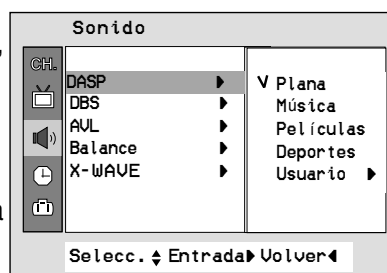 Sonido
CH.
DASP
DBS
AVL
Balance
X-WAVE
V Plana
Música
Películas
Deportes
Usuario
Selecc. Entrada Volver